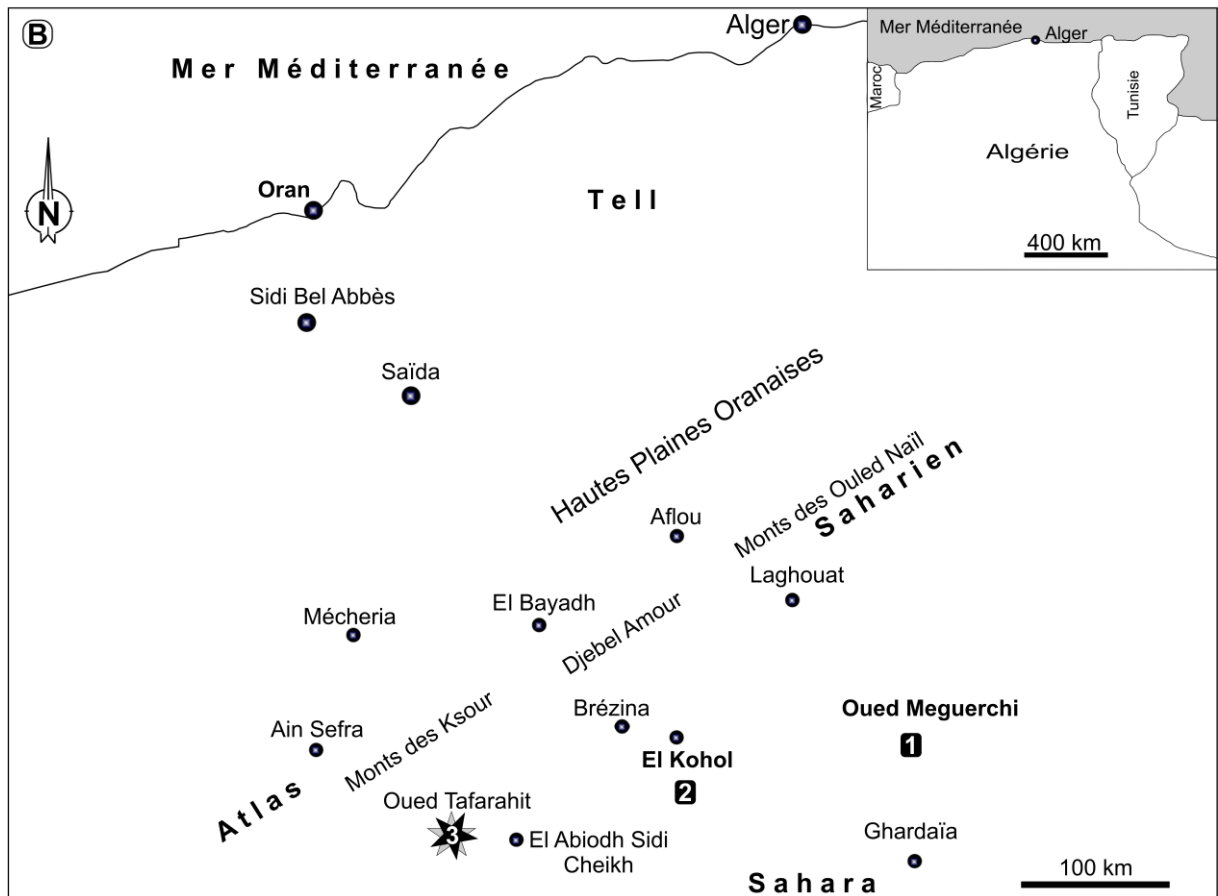 B
Mer Méditerranée
Alger
Oran
N
Tell
Sidi Bel Abbès
Saïda
Hautes Plaines Oranaises
Monts des Ouled Naïl
Saharien
Aflou
Laghouat
El Bayadh
Djebel Amour
Mécheria
Brézina
Oued Meguerchi
1
El Kohol
2
Ain Sefra
Monts des Ksour
Atlas
Oued Tafarahit
3
El Abiodh Sidi
Cheikh
Ghardaïa
Sahara
100 km
Mer Méditerranée
Alger
Maroc
Tunisie
Algérie
400 km